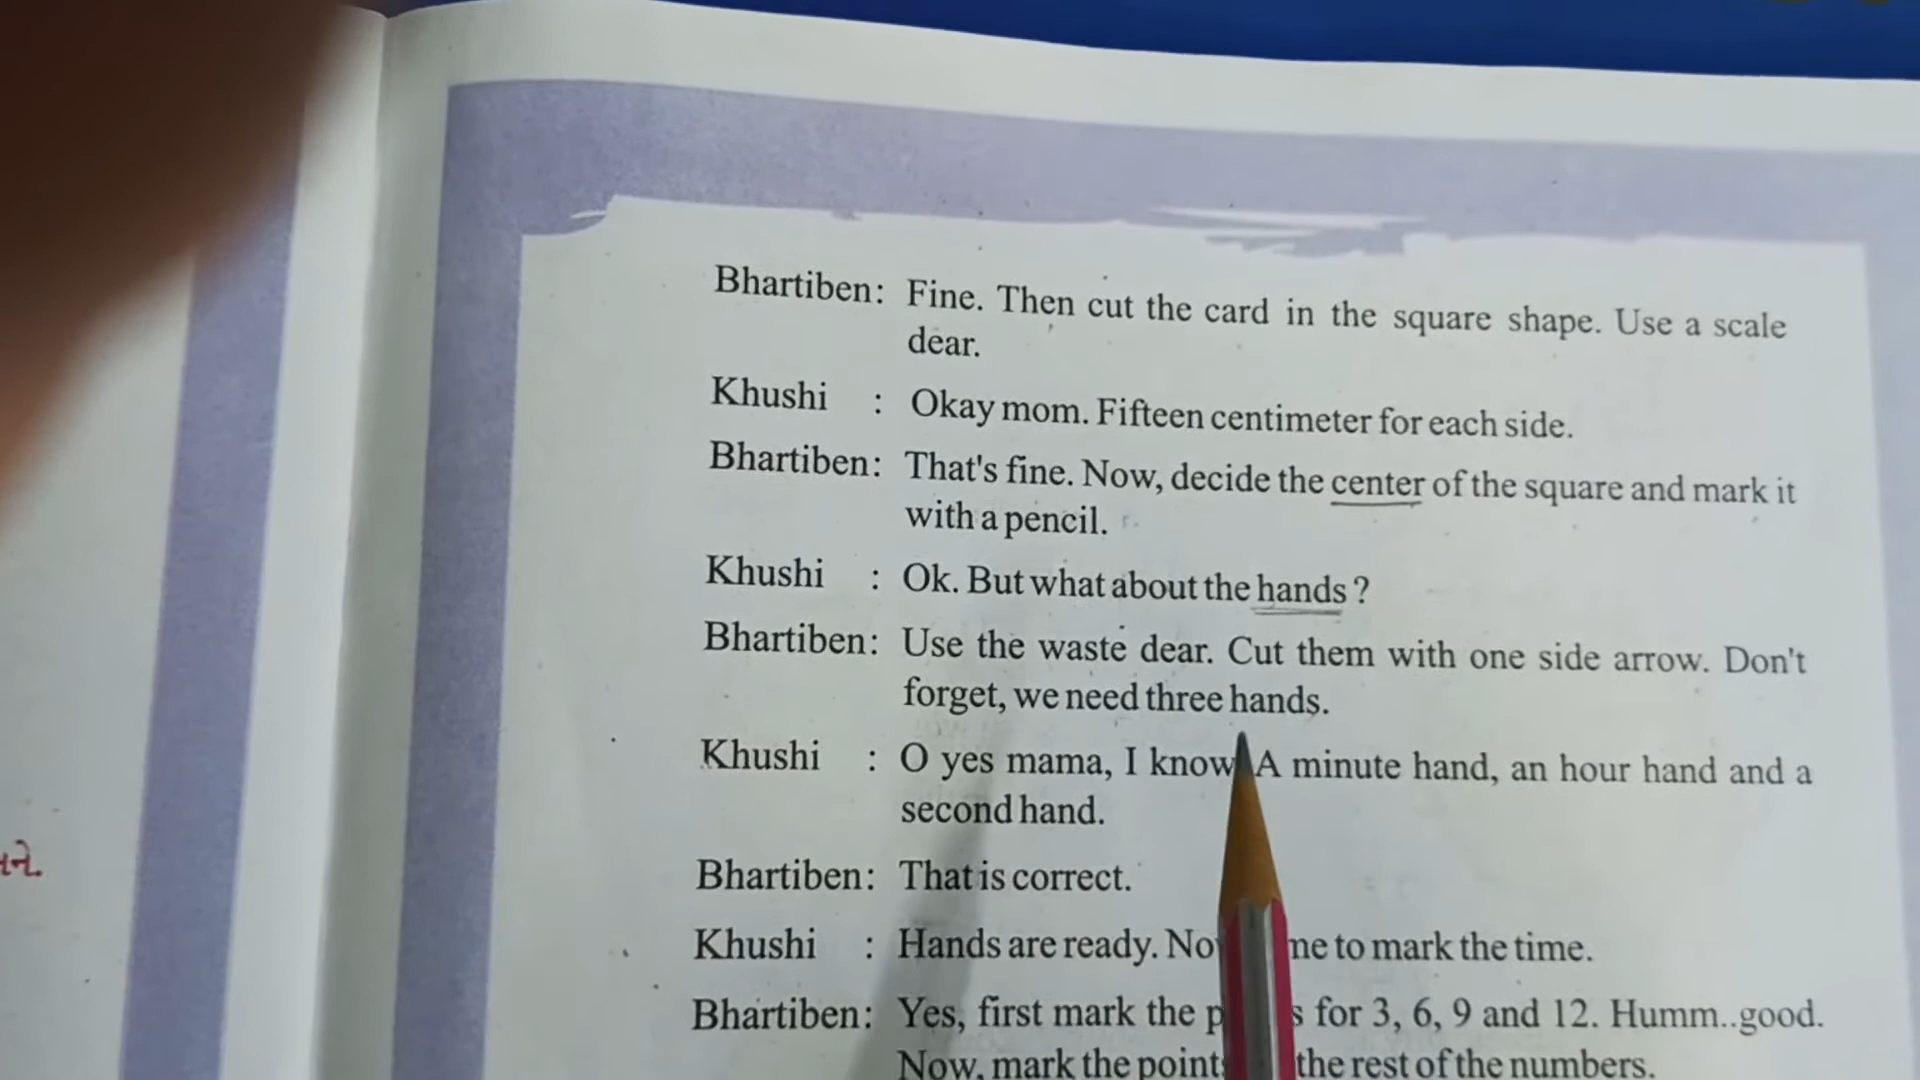 Bhartiben: Fine. Then cut the card in the square shape. Use a scale
dear.
Khushi : Okay mom. Fifteen centimeter for each side.
Bhartiben: That's fine. Now, decide the center of the square and mark it
with a pencil.
Khushi : Ok. But what about the hands ?
Bhartiben: Use the waste dear. Cut them with one side arrow. Don't
forget, we need three hands.
Khushi : O yes mama, I know A minute hand, an hour hand and a
second hand.
Bhartiben: That is correct.
Khushi : Hands are ready. to mark the time.
Bhartiben: Yes, first mark the for 3, 6, 9 and 12. Humm..good.
Now, mark the the rest of the numbers.